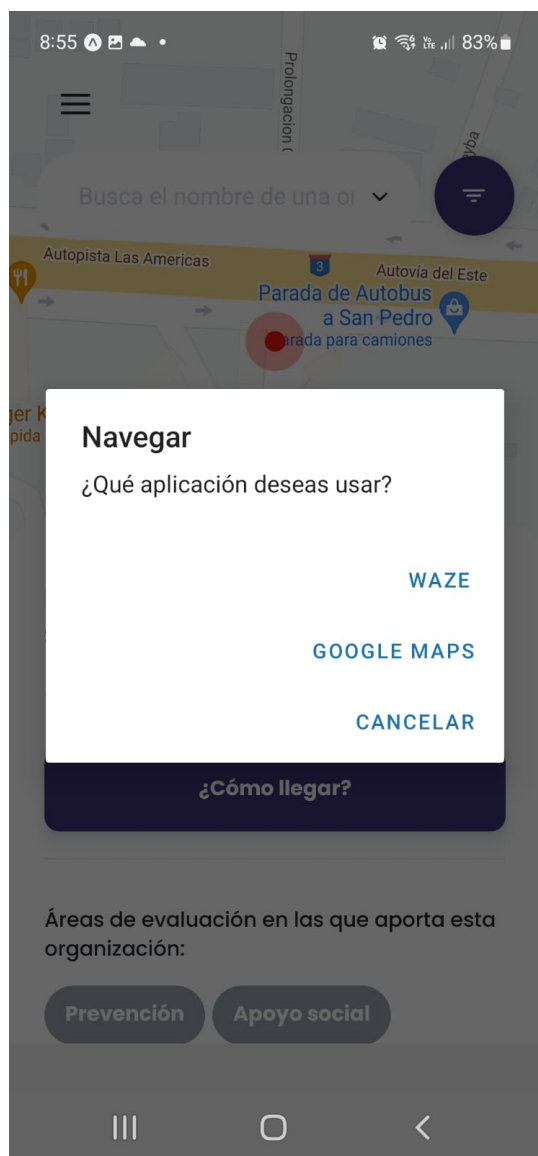 8:55
83%
Prolongacion
Busca el nombre de una or
Autopista Las Americas
3
Autovía del Este
Parada de Autobus
a San Pedro
Parada para camiones
Navegar
¿Qué aplicación deseas usar?
WAZE
GOOGLE MAPS
CANCELAR
¿Cómo llegar?
Áreas de evaluación en las que aporta esta
organización:
Prevención
Apoyo social